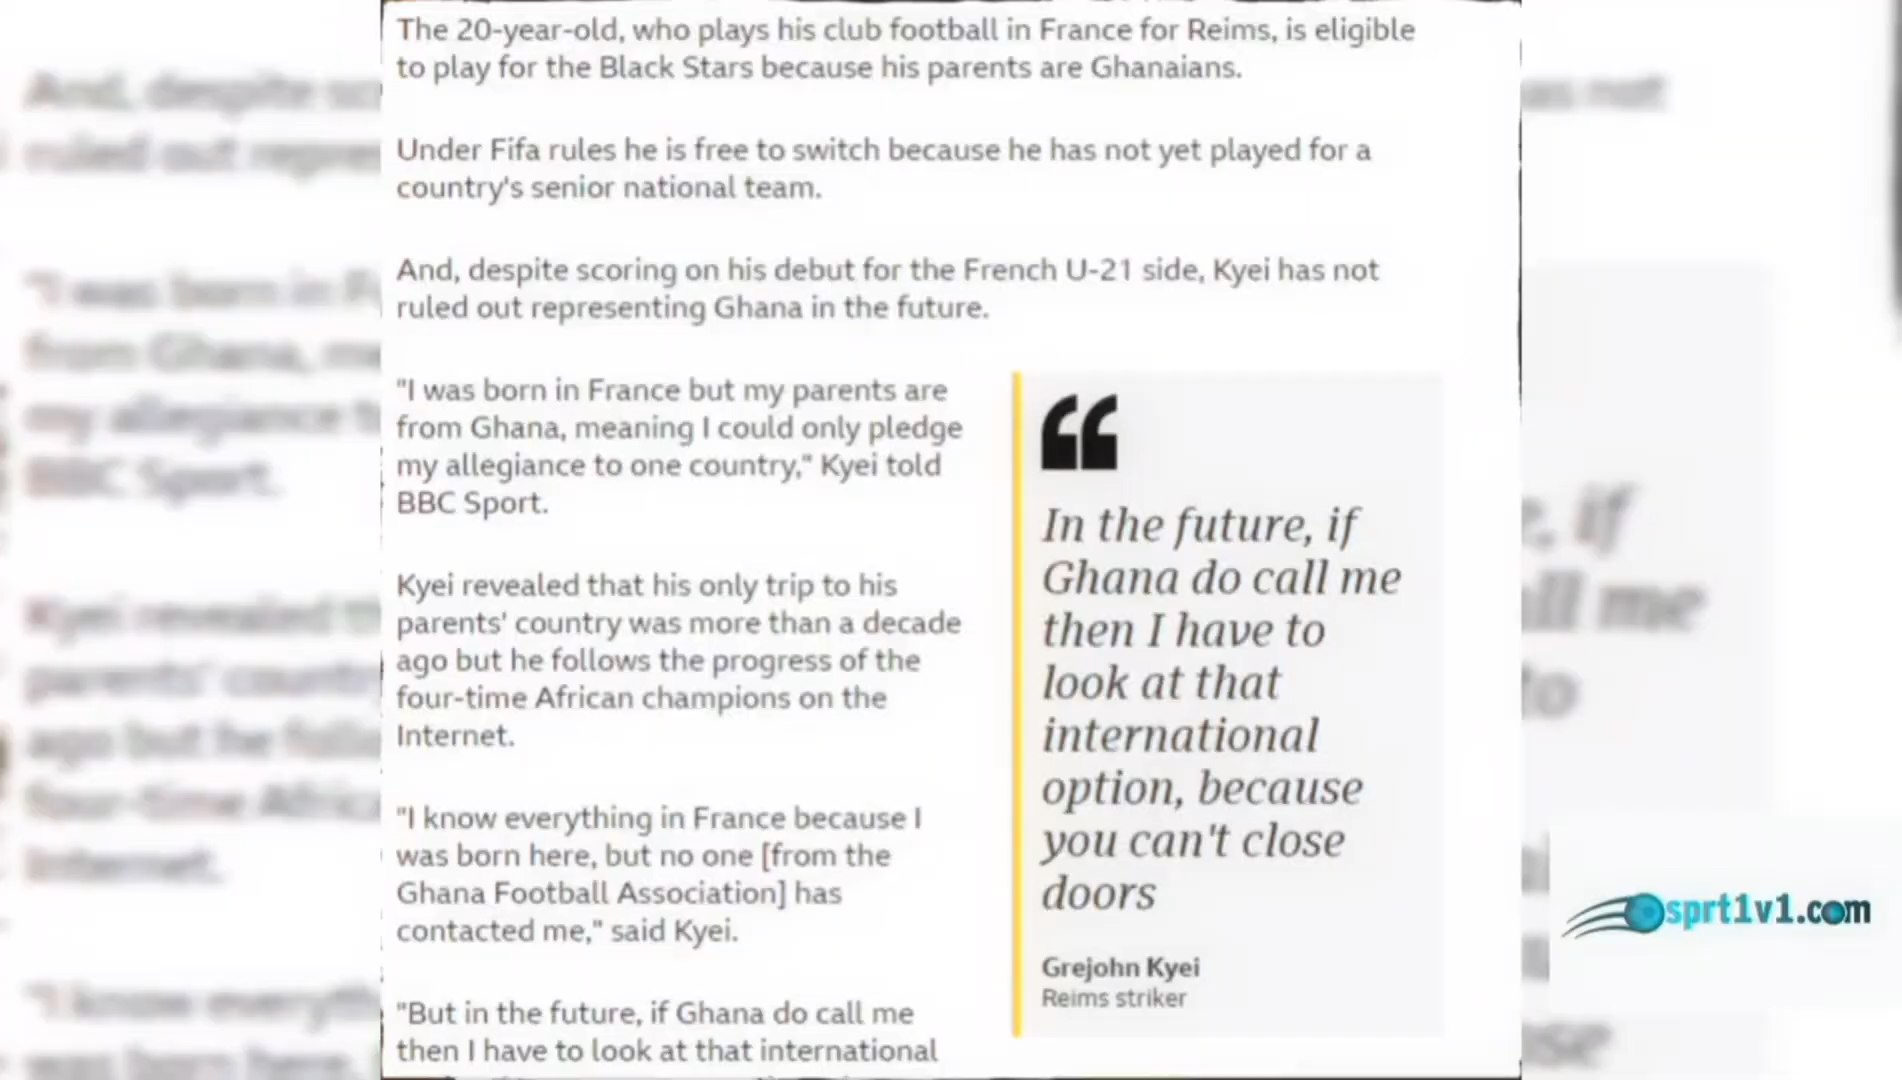 The 20-year-old, who plays his club football in France for Reims, is eligible
to play for the Black Stars because his parents are Ghanaians.
Under Fifa rules he is free to switch because he has not yet played for a
country's senior national team.
And, despite scoring on his debut for the French U-21 side, Kyei has not
ruled out representing Ghana in the future.
"I was born in France but my parents are
from Ghana, meaning I could only pledge
my allegiance to one country," Kyei told
BBC Sport.
Kyei revealed that his only trip to his
parents' country was more than a decade
ago but he follows the progress of the
four-time African champions on the
Internet.
"I know everything in France because I
was born here, but no one [from the
Ghana Football Association] has
contacted me," said Kyei.
"But in the future, if Ghana do call me
then I have to look at that international
“
In the future, if
Ghana do call me
then I have to
look at that
international
option, because
you can't close
doors
Grejohn Kyei
Reims striker
sprt1v1.com